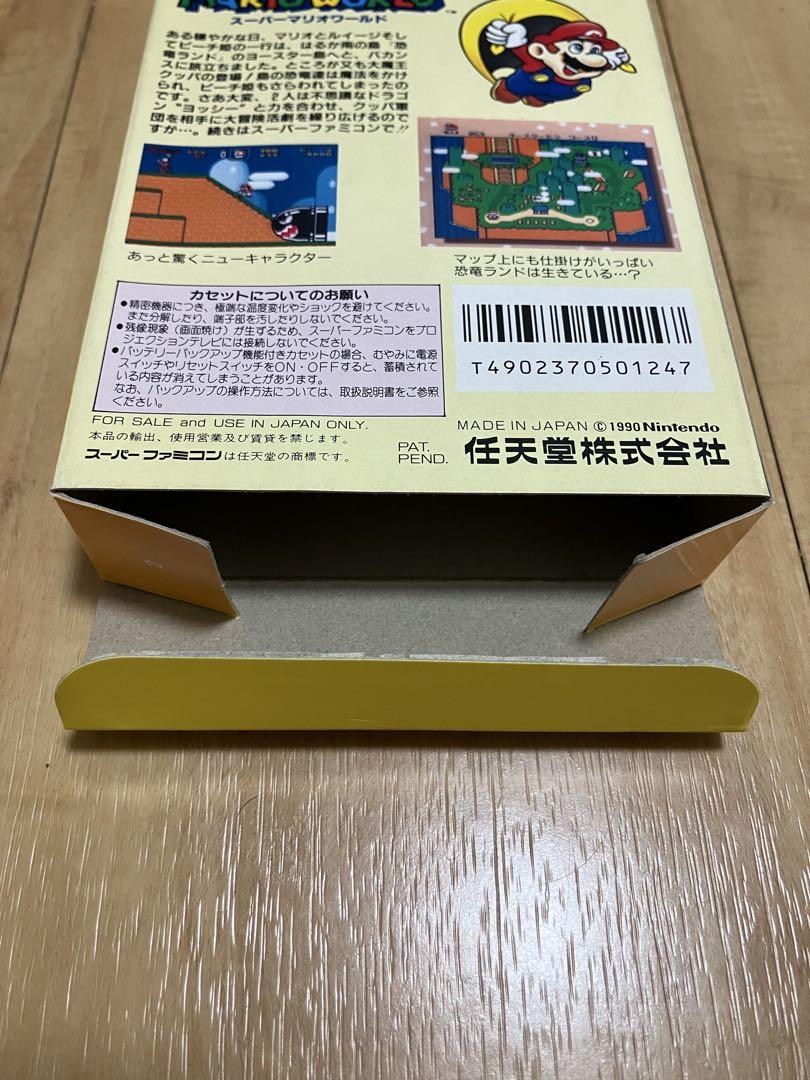 MARIO WORLD™
スーパーマリオワールド
ある穏やかな日、マリオとルイージそし
てピーチ姫の一行は、はるか南の島「恐
竜ランド」のヨースター島へと、バカン
スに旅立ちました。ところが又も大魔王
クッパの登場！島の恐竜達は魔法をかけ
られ、ピーチ姫もさらわれてしまったの
です。さあ大変、2人は不思議なドラゴ
ン“ヨッシー”と力を合わせ、クッパ軍
団を相手に大冒険活劇を繰り広げるので
すが…。続きはスーパーファミコンで!!
あっと驚くニューキャラクター
マップ上にも仕掛けがいっぱい
恐竜ランドは生きている…?
カセットについてのお願い
●精密機器につき、極端な温度変化やショックを避けてください。
また分解したり、端子部を汚したりしないでください。
●残像現象（画面焼け）が生ずるため、スーパーファミコンをプロ
ジェクションテレビには接続しないでください。
●バッテリーバックアップ機能付きカセットの場合、むやみに電源
スイッチやリセットスイッチをON・OFFすると、蓄積されて
いる内容が消えてしまうことがあります。
なお、バックアップの操作方法については、取扱説明書をご参照
ください。
T4902370501247
FOR SALE and USE IN JAPAN ONLY.
本品の輸出、使用営業及び賃貸を禁じます。
スーパーファミコンは任天堂の商標です。
PAT.
PEND.
MADE IN JAPAN ©1990 Nintendo
任天堂株式会社
2